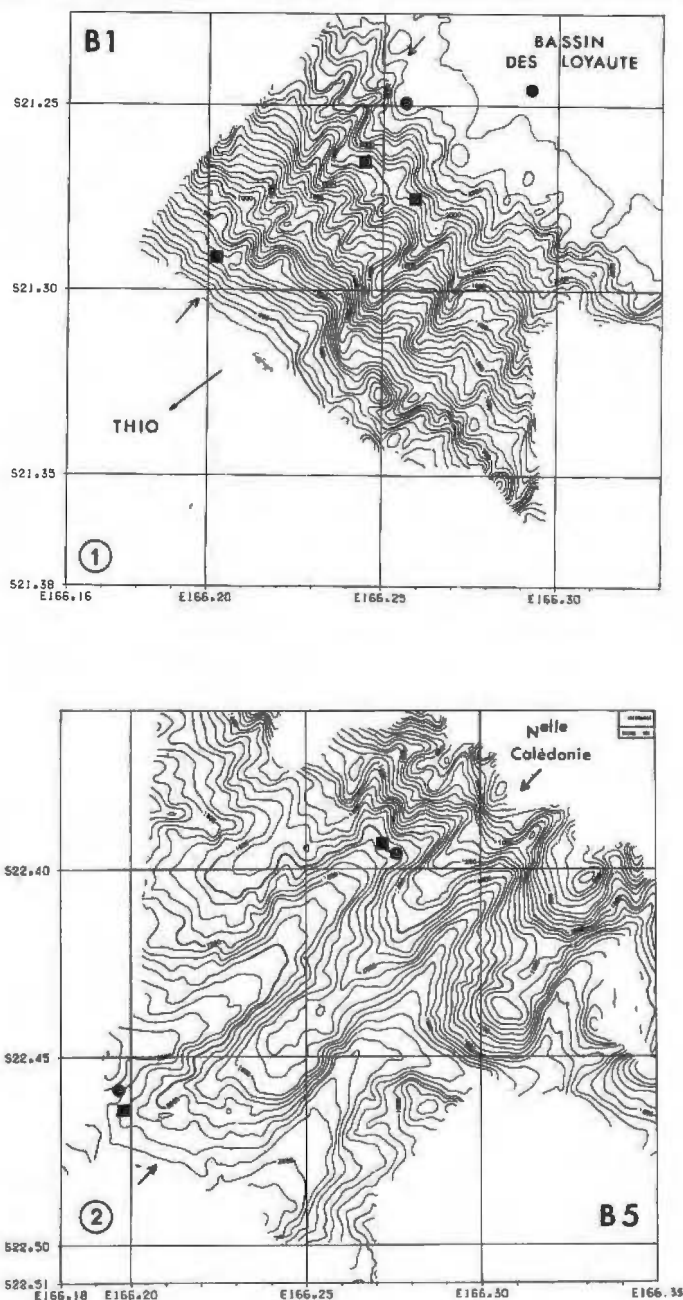 B1
BASSIN
DES LOYAUTE
S21.25
S21.30
THIO
S21.35
1
S21.38
E166.16 E166.20 E166.25 E166.30
Nelle
Calédonie
S22.40
S22.45
2
B5
S22.50
S22.51
E166.18 E166.20 E166.25 E166.30 E166.35